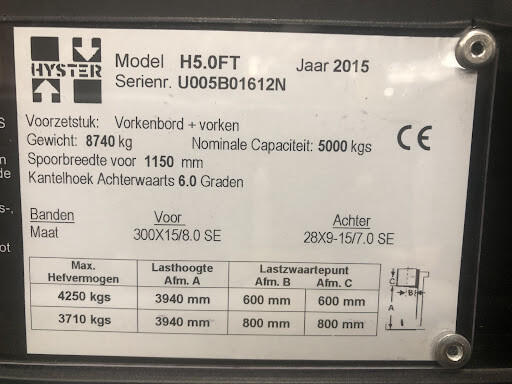 HYSTER
Model H5.0FT Jaar 2015
Serienr. U005B01612N
Voorzetstuk: Vorkenbord + vorken
Gewicht: 8740 kg Nominale Capaciteit: 5000 kgs
CE
Spoorbreedte voor 1150 mm
Kantelhoek Achterwaarts 6.0 Graden
Banden Voor Achter
Maat 300X15/8.0 SE 28X9-15/7.0 SE
Max. Hefvermogen Lasthoogte Afm. A Lastzwaartepunt Afm. B Afm. C
4250 kgs 3940 mm 600 mm 600 mm
3710 kgs 3940 mm 800 mm 800 mm
C
B
A